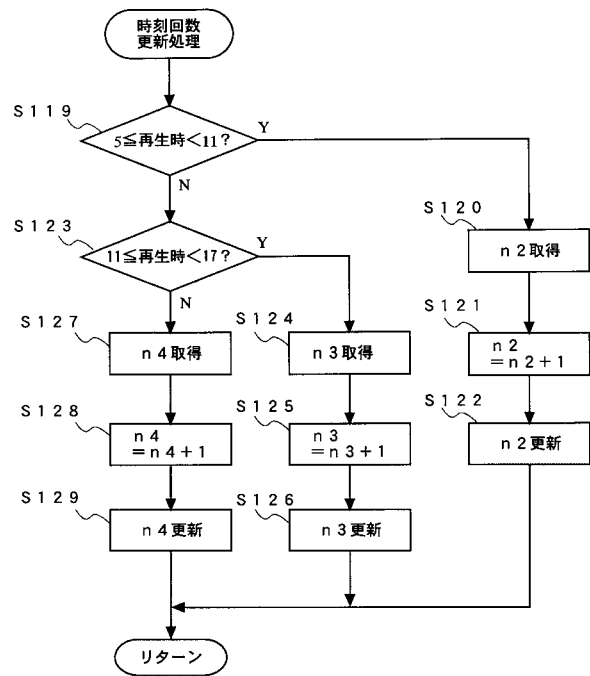 時刻回数
更新処理
S119
5≦再生時<11?
Y
N
S123
11≦再生時<17?
Y
N
S120
n2取得
S121
n2
=n2+1
S122
n2更新
S124
n3取得
S125
n3
=n3+1
S126
n3更新
S127
n4取得
S128
n4
=n4+1
S129
n4更新
リターン